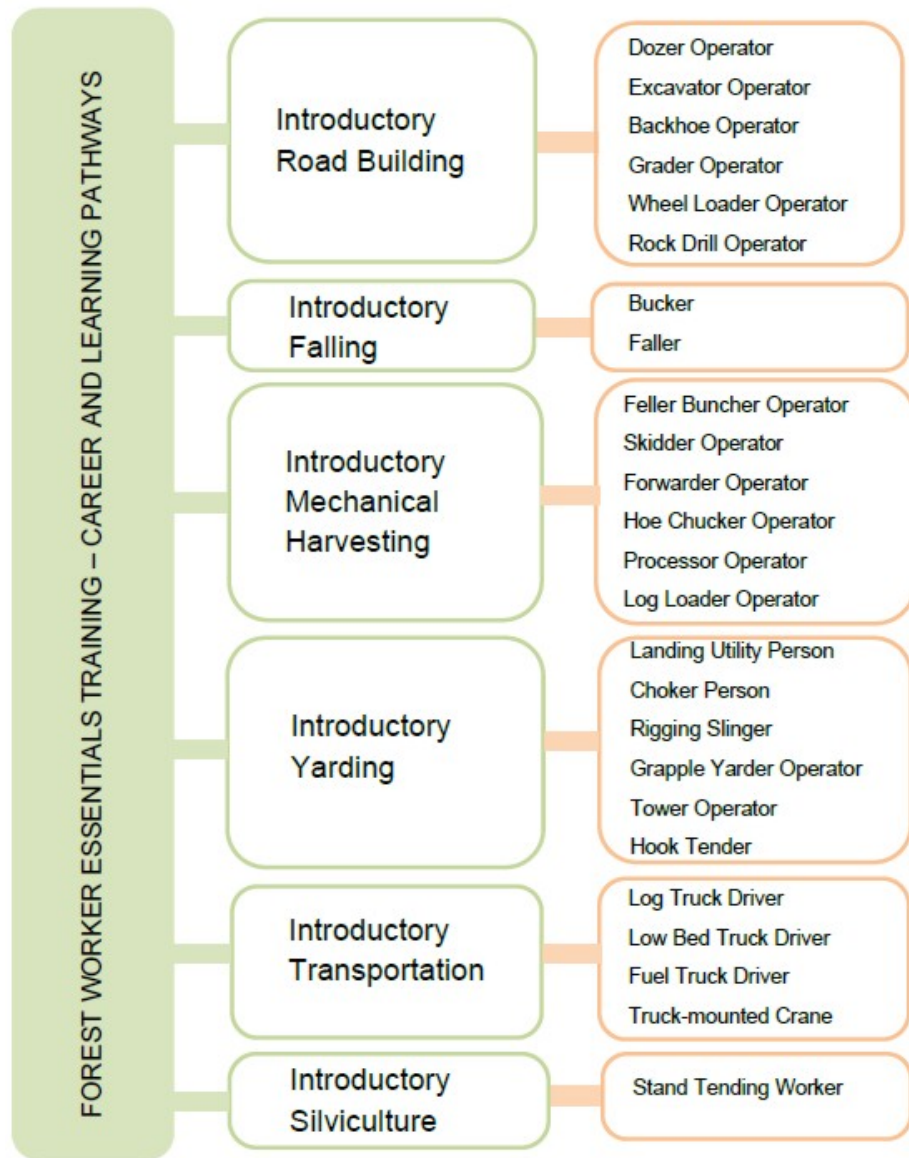 FOREST WORKER ESSENTIALS TRAINING – CAREER AND LEARNING PATHWAYS
Introductory
Road Building
Dozer Operator
Excavator Operator
Backhoe Operator
Grader Operator
Wheel Loader Operator
Rock Drill Operator
Introductory
Falling
Bucker
Faller
Introductory
Mechanical
Harvesting
Feller Buncher Operator
Skidder Operator
Forwarder Operator
Hoe Chucker Operator
Processor Operator
Log Loader Operator
Introductory
Yarding
Landing Utility Person
Choker Person
Rigging Slinger
Grapple Yarder Operator
Tower Operator
Hook Tender
Introductory
Transportation
Log Truck Driver
Low Bed Truck Driver
Fuel Truck Driver
Truck-mounted Crane
Introductory
Silviculture
Stand Tending Worker